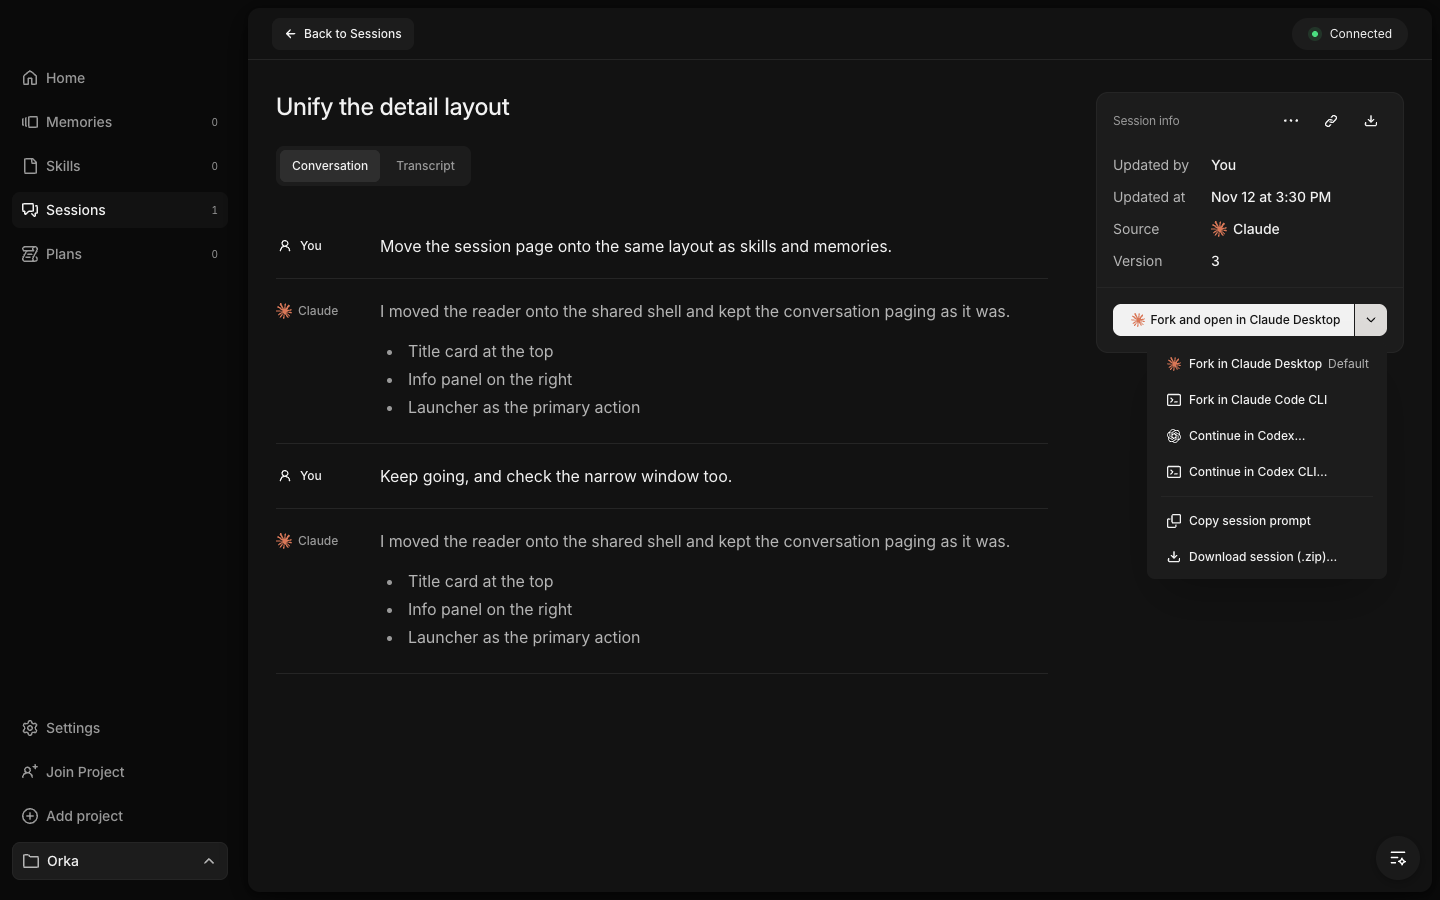 Back to Sessions
Connected
Home
Memories 0
Skills 0
Sessions 1
Plans 0
Settings
Join Project
Add project
Orka
Unify the detail layout
Conversation Transcript
You Move the session page onto the same layout as skills and memories.
Claude I moved the reader onto the shared shell and kept the conversation paging as it was.
• Title card at the top
• Info panel on the right
• Launcher as the primary action
You Keep going, and check the narrow window too.
Claude I moved the reader onto the shared shell and kept the conversation paging as it was.
• Title card at the top
• Info panel on the right
• Launcher as the primary action
Session info
Updated by You
Updated at Nov 12 at 3:30 PM
Source Claude
Version 3
Fork and open in Claude Desktop
Fork in Claude Desktop Default
Fork in Claude Code CLI
Continue in Codex...
Continue in Codex CLI...
Copy session prompt
Download session (.zip)...